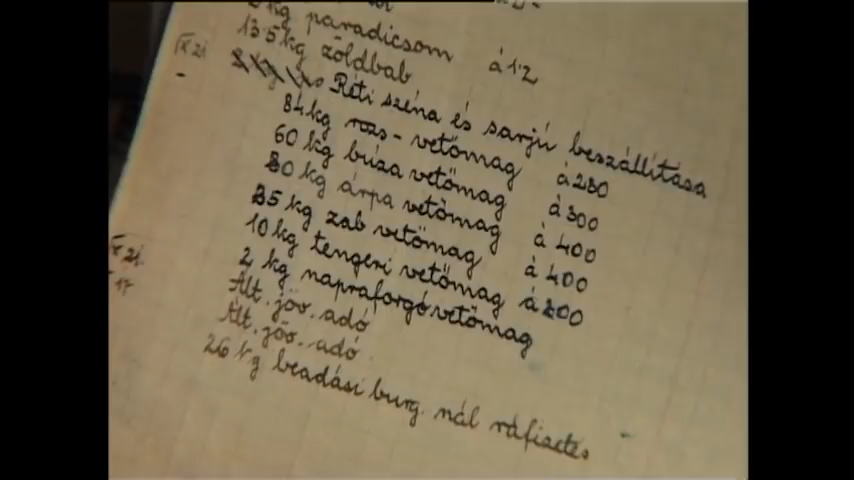 kg paradicsom á 12
13·5 kg zöldbab
Réti széna és sarjú beszállítása
84 kg rozs - vetőmag á 280
60 kg búza vetőmag á 300
80 kg árpa vetőmag á 400
35 kg zab vetőmag á 400
10 kg tengeri vetőmag á 200
2 kg napraforgó vetőmag
Ált. jöv. adó
Ált. jöv. adó
26 kg beadási burg. nál ráfizetés